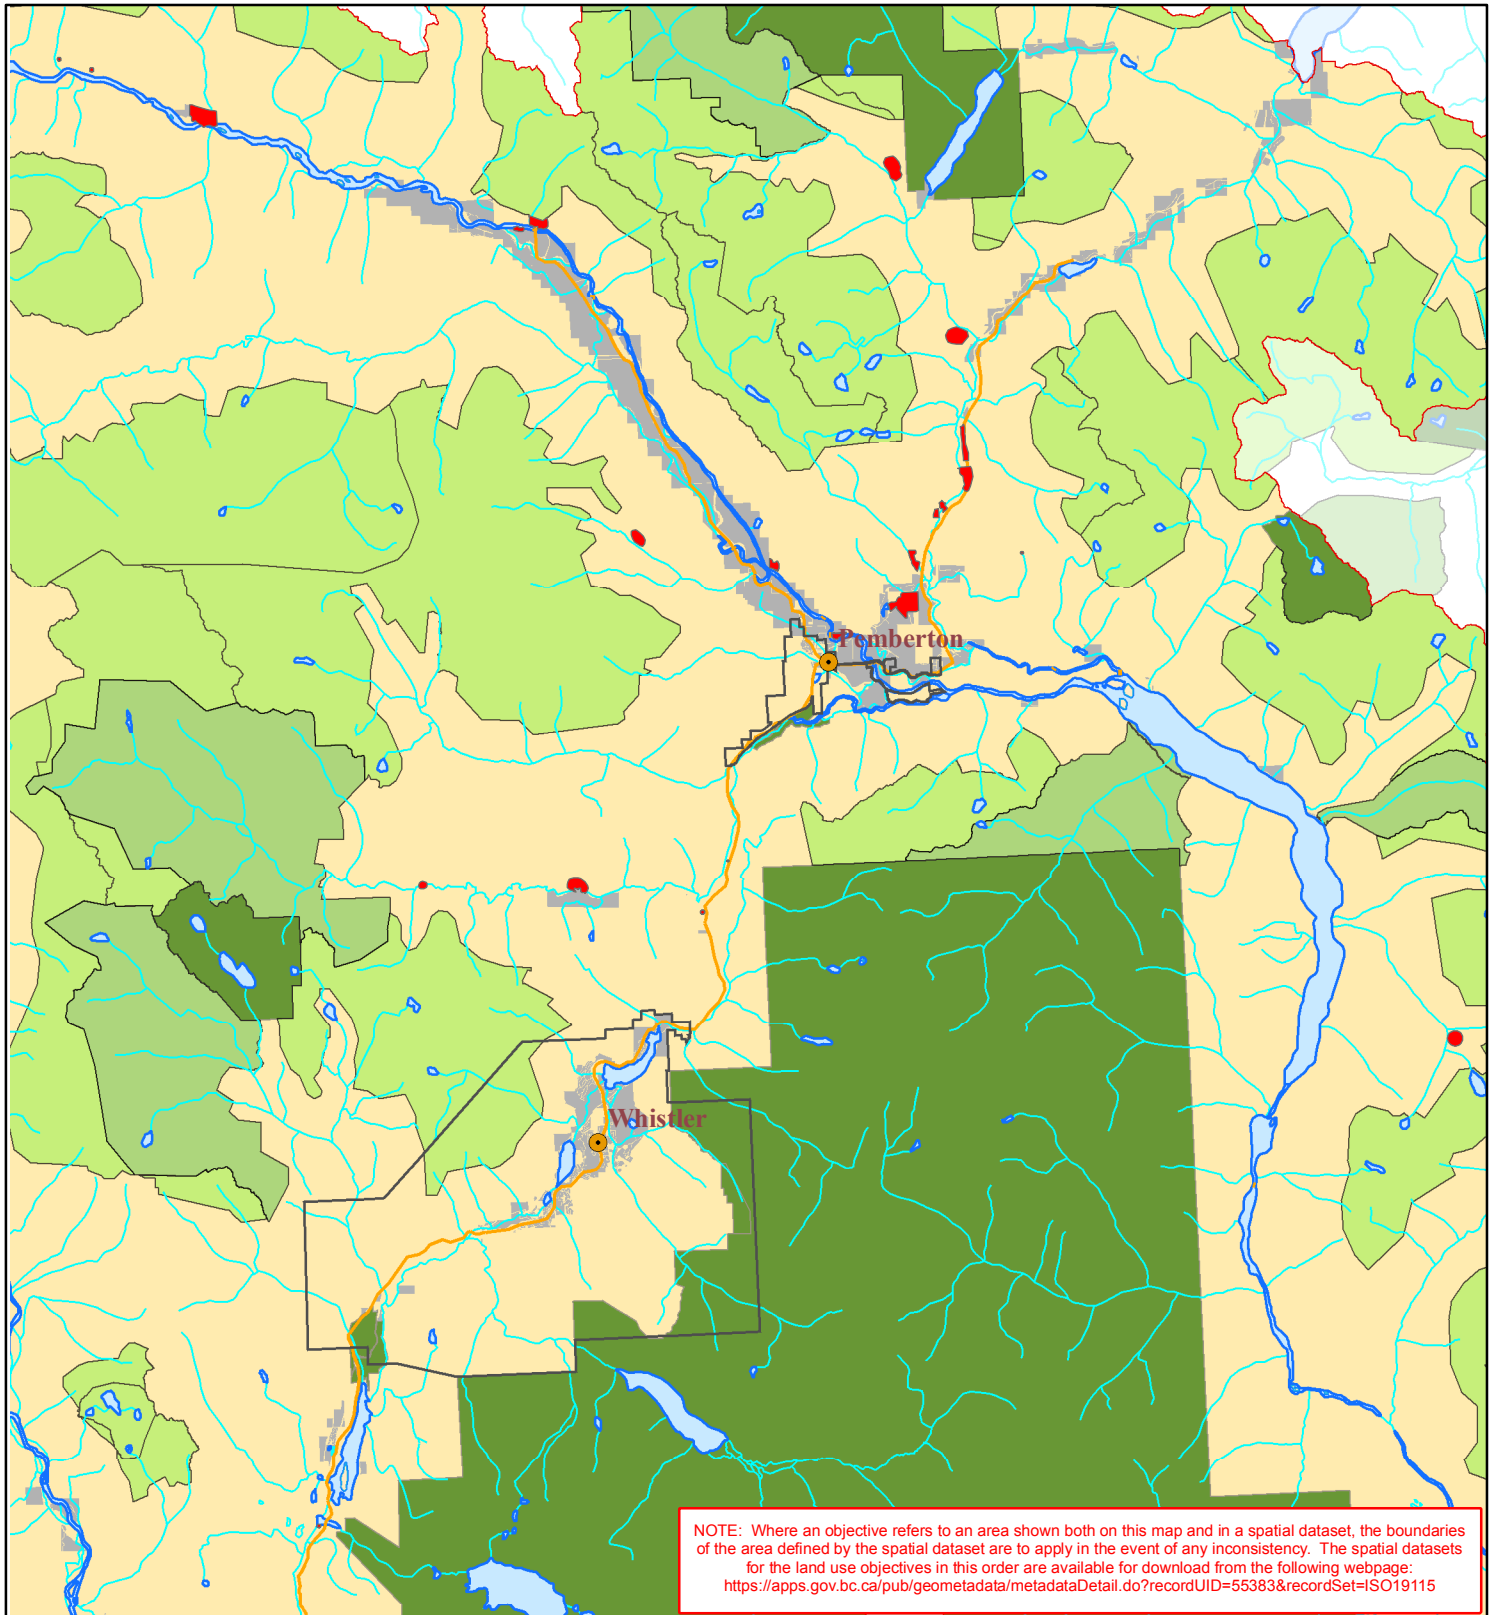 Pemberton
Whistler
NOTE:  Where an objective refers to an area shown both on this map and in a spatial dataset, the boundaries
of the area defined by the spatial dataset are to apply in the event of any inconsistency.  The spatial datasets
for the land use objectives in this order are available for download from the following webpage:
https://apps.gov.bc.ca/pub/geometadata/metadataDetail.do?recordUID=55383&recordSet=ISO19115